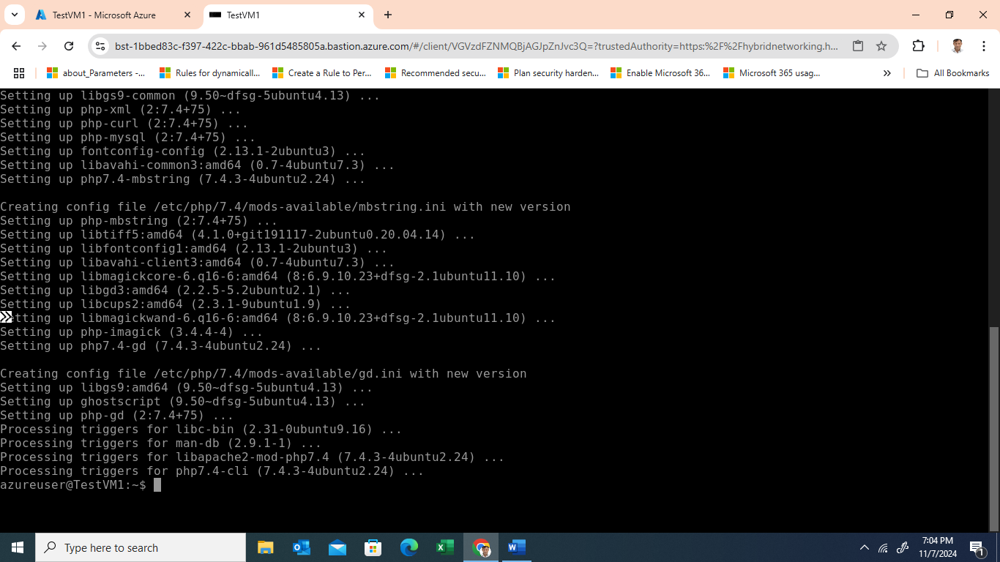 TestVM1 - Microsoft Azure
TestVM1
bst-1bbed83c-f397-422c-bbab-961d5485805a.bastion.azure.com/#/client/VGVzdFZNMQBjAGJpZnJvc3Q=?trustedAuthority=https:%2F%2Fhybridnetworking.h...
about_Parameters -...
Rules for dynamicall...
Create a Rule to Per...
Recommended secu...
Plan security harden...
Enable Microsoft 36...
Microsoft 365 usag...
All Bookmarks
Setting up libgs9-common (9.50~dfsg-5ubuntu4.13) ...
Setting up php-xml (2:7.4+75) ...
Setting up php-curl (2:7.4+75) ...
Setting up php-mysql (2:7.4+75) ...
Setting up fontconfig-config (2.13.1-2ubuntu3) ...
Setting up libavahi-common3:amd64 (0.7-4ubuntu7.3) ...
Setting up php7.4-mbstring (7.4.3-4ubuntu2.24) ...
Creating config file /etc/php/7.4/mods-available/mbstring.ini with new version
Setting up php-mbstring (2:7.4+75) ...
Setting up libtiff5:amd64 (4.1.0+git191117-2ubuntu0.20.04.14) ...
Setting up libfontconfig1:amd64 (2.13.1-2ubuntu3) ...
Setting up libavahi-client3:amd64 (0.7-4ubuntu7.3) ...
Setting up libmagickcore-6.q16-6:amd64 (8:6.9.10.23+dfsg-2.1ubuntu11.10) ...
Setting up libgd3:amd64 (2.2.5-5.2ubuntu2.1) ...
Setting up libcups2:amd64 (2.3.1-9ubuntu1.9) ...
etting up libmagickwand-6.q16-6:amd64 (8:6.9.10.23+dfsg-2.1ubuntu11.10) ...
Setting up php-imagick (3.4.4-4) ...
Setting up php7.4-gd (7.4.3-4ubuntu2.24) ...
Creating config file /etc/php/7.4/mods-available/gd.ini with new version
Setting up libgs9:amd64 (9.50~dfsg-5ubuntu4.13) ...
Setting up ghostscript (9.50~dfsg-5ubuntu4.13) ...
Setting up php-gd (2:7.4+75) ...
Processing triggers for libc-bin (2.31-0ubuntu9.16) ...
Processing triggers for man-db (2.9.1-1) ...
Processing triggers for libapache2-mod-php7.4 (7.4.3-4ubuntu2.24) ...
Processing triggers for php7.4-cli (7.4.3-4ubuntu2.24) ...
azureuser@TestVM1:~$
Type here to search
7:04 PM
11/7/2024
1